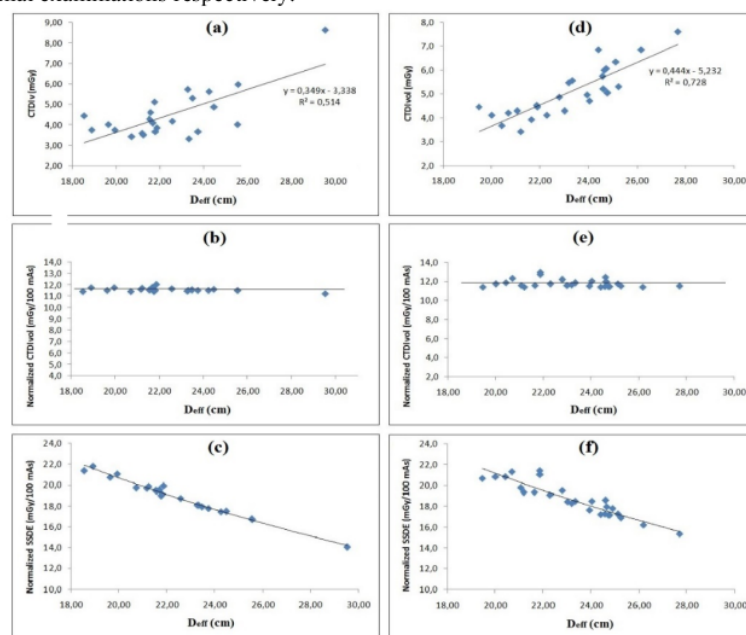 nal examinations respectively.
(a)
9,00
8,00
7,00
6,00
5,00
4,00
3,00
2,00
CTDIv (mGy)
y = 0,349x - 3,338
R² = 0,514
18,00 20,00 22,00 24,00 26,00 28,00 30,00
Deff (cm)
(d)
8,0
7,0
6,0
5,0
4,0
3,0
2,0
CTDIvol (mGy)
y = 0,444x - 5,232
R² = 0,728
18,00 20,00 22,00 24,00 26,00 28,00 30,00
Deff (cm)
(b)
14,0
13,0
12,0
11,0
10,0
9,0
8,0
7,0
6,0
5,0
4,0
Normalized CTDIvol (mGy/100 mAs)
18,00 20,00 22,00 24,00 26,00 28,00 30,00
Deff (cm)
(e)
14,0
12,0
10,0
8,0
6,0
4,0
2,0
Normalized CTDIvol (mGy/100 mAs)
18,00 20,00 22,00 24,00 26,00 28,00 30,00
Deff (cm)
(c)
24,0
22,0
20,0
18,0
16,0
14,0
12,0
10,0
Normalized SSDE (mGy/100 mAs)
18,00 20,00 22,00 24,00 26,00 28,00 30,00
Deff (cm)
(f)
24,0
22,0
20,0
18,0
16,0
14,0
12,0
10,0
Normalized SSDE (mGy/100 mAs)
18,00 20,00 22,00 24,00 26,00 28,00 30,00
Deff (cm)